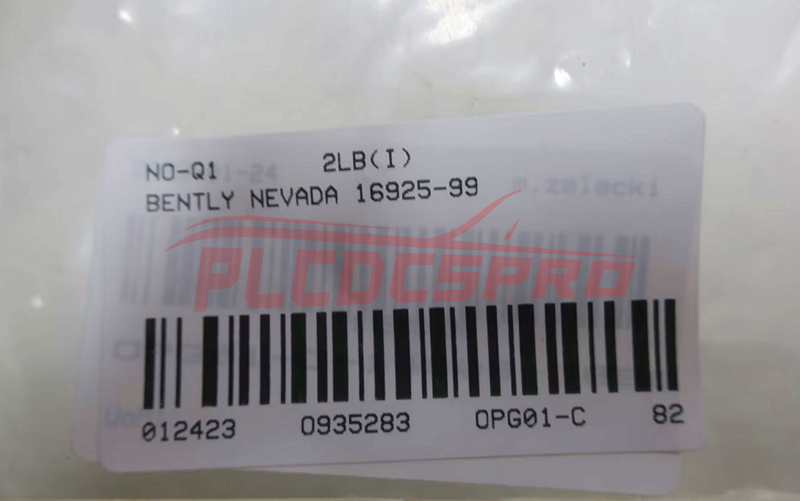 NO-Q1 2LB(I)
BENTLY NEVADA 16925-99
PLCDCSPRO
012423 0935283 OPG01-C 82